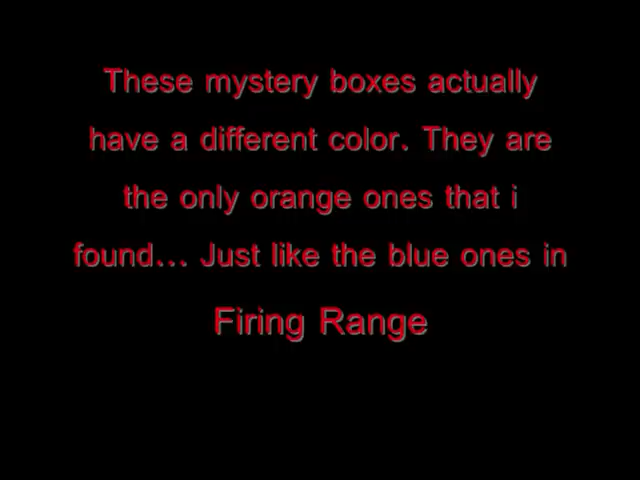 These mystery boxes actually
have a different color. They are
the only orange ones that i
found... Just like the blue ones in
Firing Range